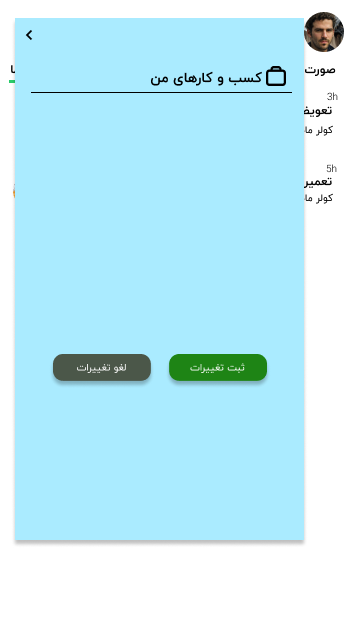 کسب و کارهای من
صورت
3h
تعویض
کولر ما
5h
تعمیر
کولر ما
ثبت تغییرات
لغو تغییرات